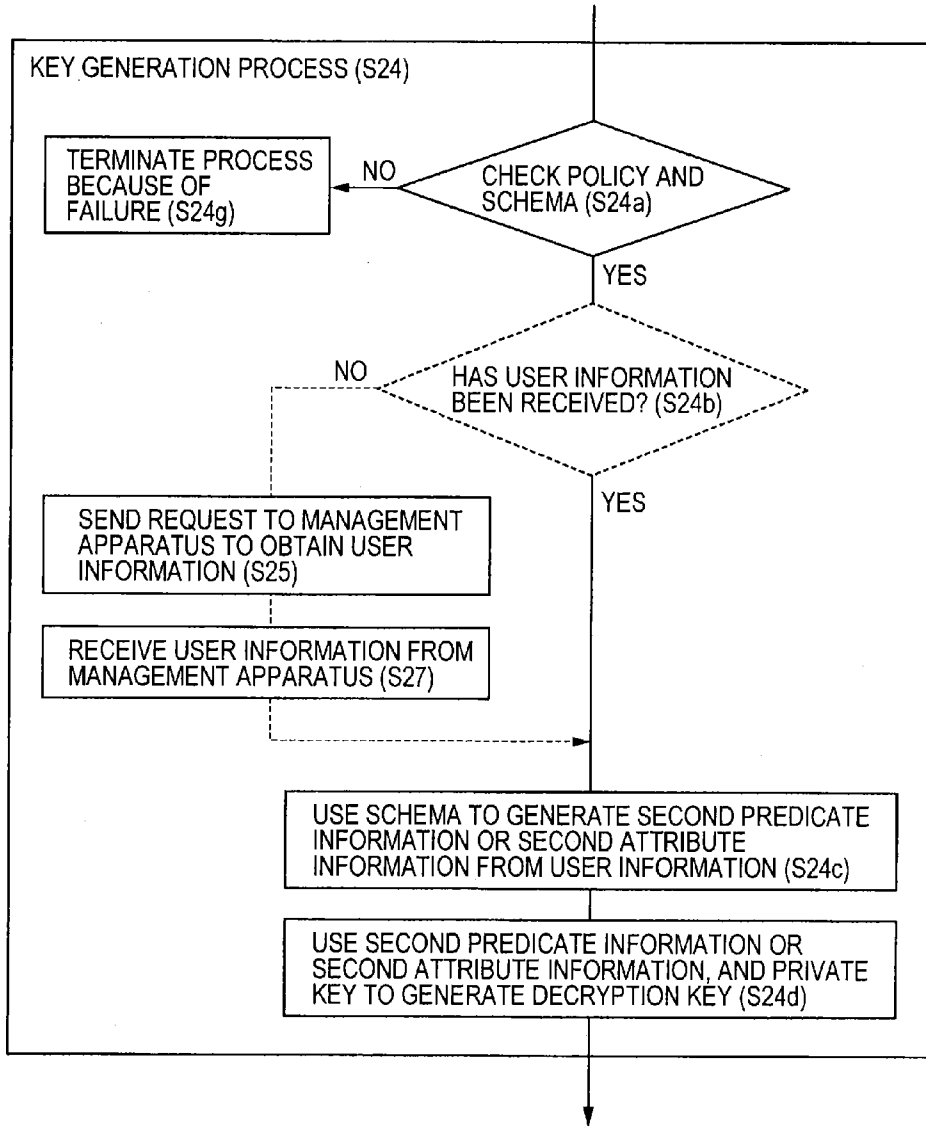 KEY GENERATION PROCESS (S24)
TERMINATE PROCESS
BECAUSE OF
FAILURE (S24g)
NO
CHECK POLICY AND
SCHEMA (S24a)
YES
NO
HAS USER INFORMATION
BEEN RECEIVED? (S24b)
YES
SEND REQUEST TO MANAGEMENT
APPARATUS TO OBTAIN USER
INFORMATION (S25)
RECEIVE USER INFORMATION FROM
MANAGEMENT APPARATUS (S27)
USE SCHEMA TO GENERATE SECOND PREDICATE
INFORMATION OR SECOND ATTRIBUTE
INFORMATION FROM USER INFORMATION (S24c)
USE SECOND PREDICATE INFORMATION OR
SECOND ATTRIBUTE INFORMATION, AND PRIVATE
KEY TO GENERATE DECRYPTION KEY (S24d)